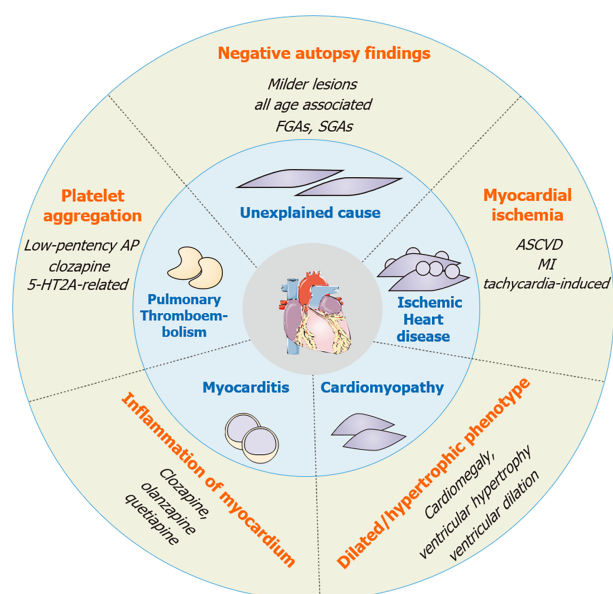 Negative autopsy findings
Milder lesions
all age associated
FGAs, SGAs
Unexplained cause
Platelet
aggregation
Low-pentency AP
clozapine
5-HT2A-related
Pulmonary
Thromboem-
bolism
Myocardial
ischemia
ASCVD
MI
tachycardia-induced
Ischemic
Heart
disease
Myocarditis
Cardiomyopathy
Inflammation of myocardium
Clozapine,
olanzapine
quetiapine
Dilated/hypertrophic phenotype
Cardiomegaly,
ventricular hypertrophy
ventricular dilation